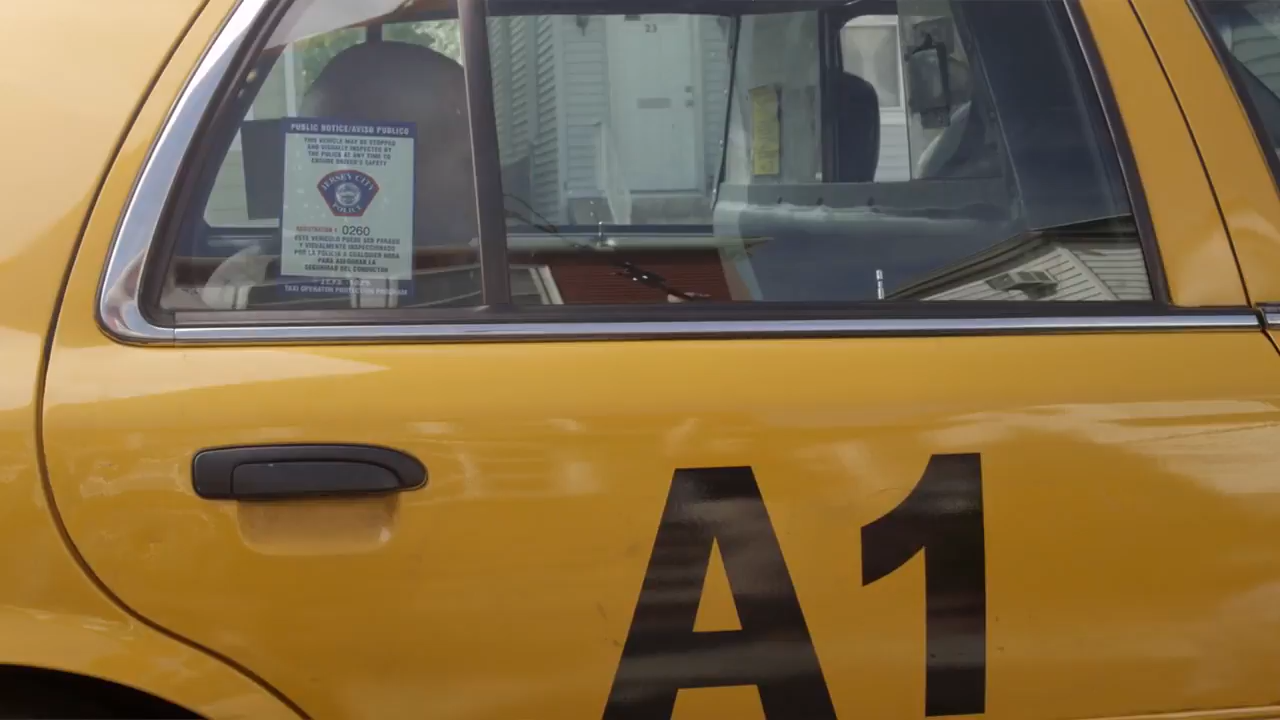 23
PUBLIC NOTICE/AVISO PUBLICO
THIS VEHICLE MAY BE STOPPED
AND VISUALLY INSPECTED BY
THE POLICE AT ANY TIME TO
ENSURE DRIVER'S SAFETY
JERSEY CITY
POLICE
REGISTRATION # 0260
ESTE VEHICULO PUEDE SER PARADO
Y VISUALMENTE INSPECCIONADO
POR LA POLICIA A CUALQUIER HORA
PARA ASEGURAR LA
SEGURIDAD DEL CONDUCTOR
TAXI OPERATOR PROTECTION PROGRAM
A1